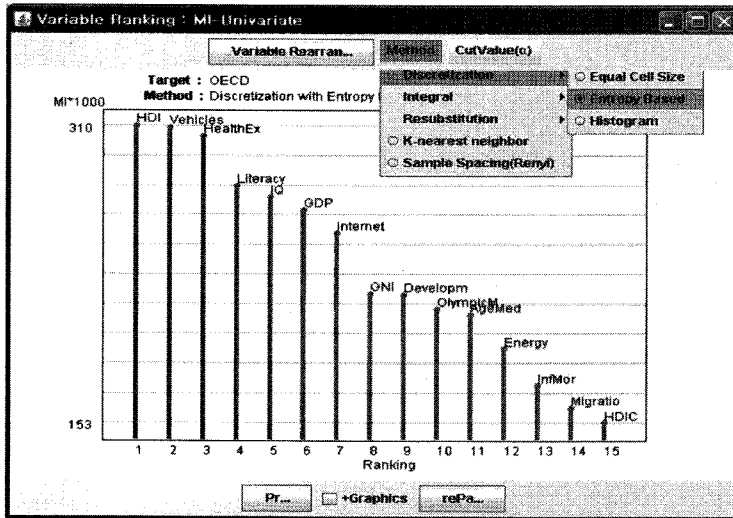 Variable Ranking : MI-Univariate
Variable Rearran... Method CutValue(α)
Target : OECD
Method : Discretization with Entropy
Discretization
Integral
Resubstitution
K-nearest neighbor
Sample Spacing(Renyl)
Equal Cell Size
Entropy Based
Histogram
MI*1000
310
153
HDI
Vehicles
HealthEx
Literacy
IQ
GDP
Internet
GNI
Developm
OlympicM
AgeMed
Energy
InfMor
Migratio
HDIC
1 2 3 4 5 6 7 8 9 10 11 12 13 14 15
Ranking
Pr... +Graphics rePa...